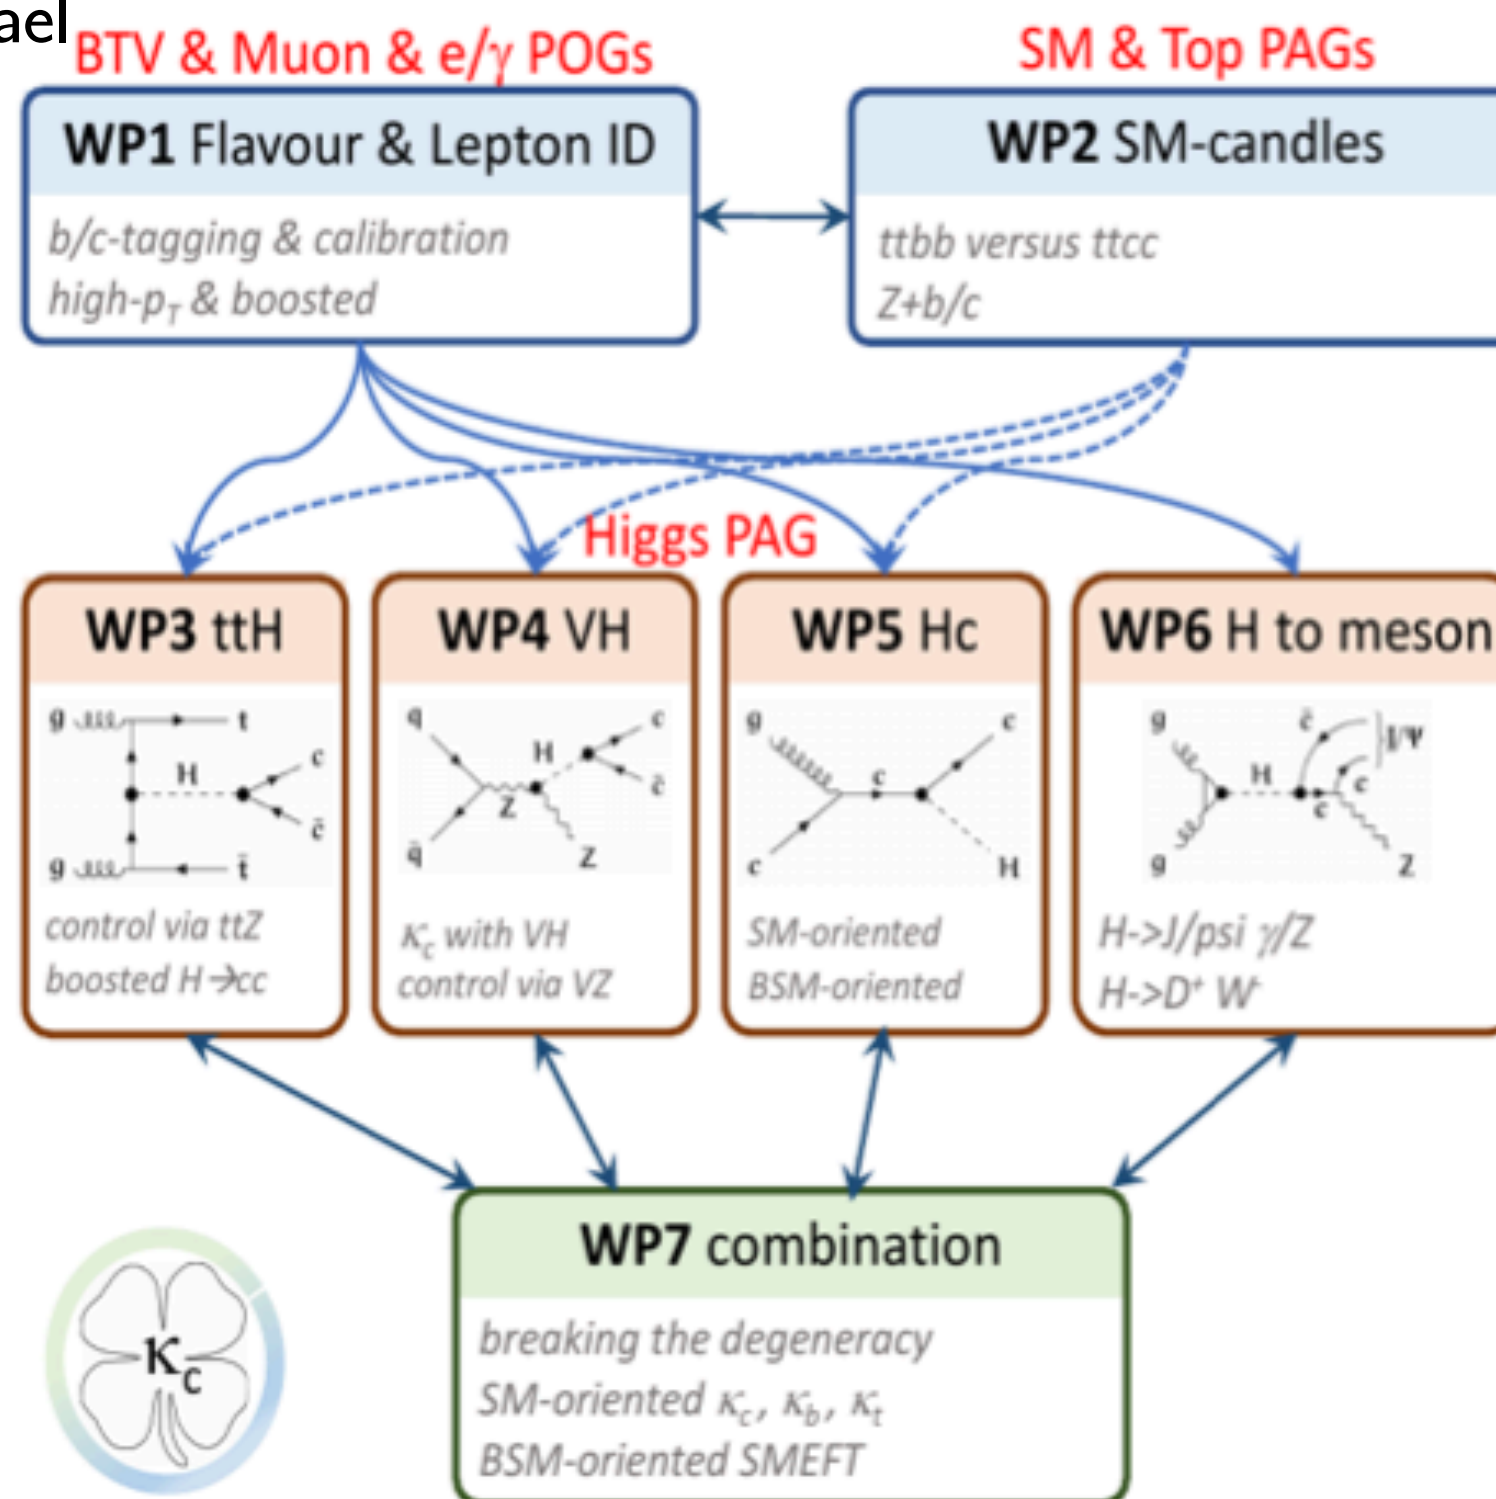 ael
BTV & Muon & e/γ POGs
SM & Top PAGs
WP1 Flavour & Lepton ID
b/c-tagging & calibration
high-pT & boosted
WP2 SM-candles
ttbb versus ttcc
Z+b/c
Higgs PAG
WP3 ttH
g t
H c
c̄
g t̄
control via ttZ
boosted H→cc
WP4 VH
q c
H
c̄
Z
q̄ Z
κc with VH
control via VZ
WP5 Hc
g c
c
c H
SM-oriented
BSM-oriented
WP6 H to meson
g c̄ J/Ψ
H c
c
g Z
H->J/psi γ/Z
H->D⁺ W⁻
WP7 combination
breaking the degeneracy
SM-oriented κc, κb, κt
BSM-oriented SMEFT
κc